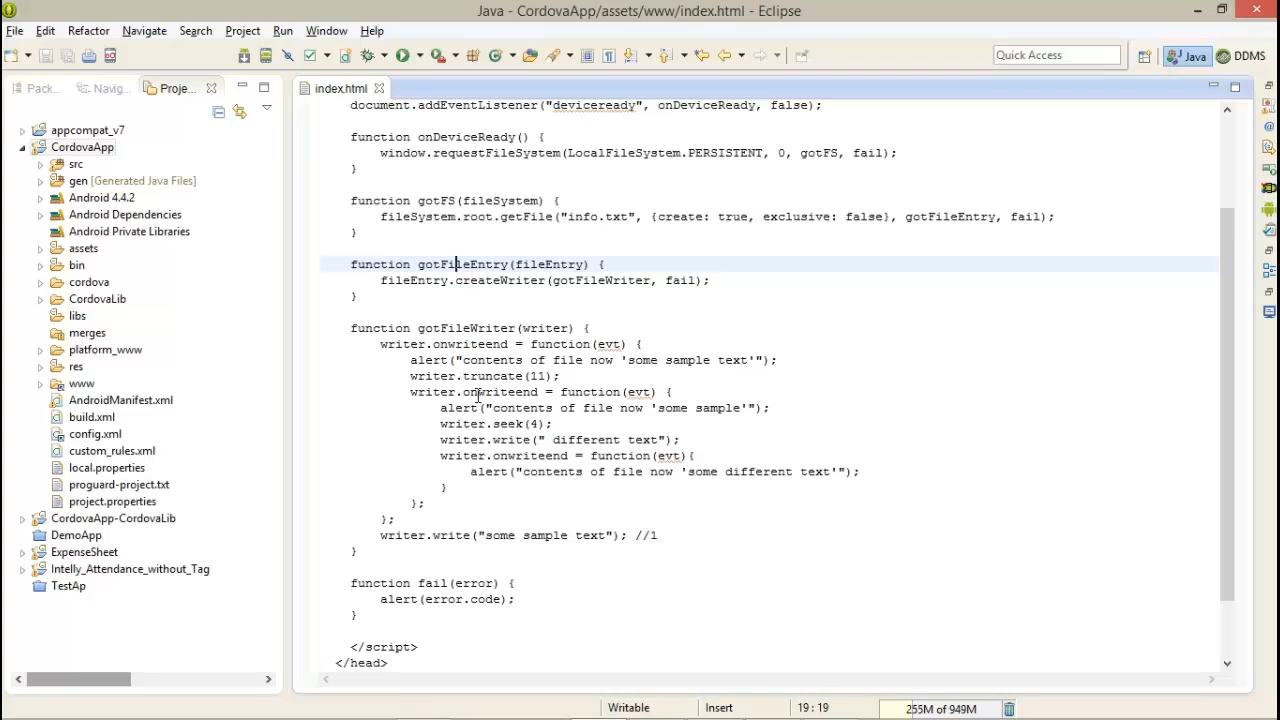 Java - CordovaApp/assets/www/index.html - Eclipse
File Edit Refactor Navigate Search Project Run Window Help
Quick Access
Java
DDMS
Pack...
Navig...
Proje...
index.html
appcompat_v7
CordovaApp
src
gen [Generated Java Files]
Android 4.4.2
Android Dependencies
Android Private Libraries
assets
bin
cordova
CordovaLib
libs
merges
platform_www
res
www
AndroidManifest.xml
build.xml
config.xml
custom_rules.xml
local.properties
proguard-project.txt
project.properties
CordovaApp-CordovaLib
DemoApp
ExpenseSheet
Intelly_Attendance_without_Tag
TestAp
document.addEventListener("deviceready", onDeviceReady, false);
function onDeviceReady() {
window.requestFileSystem(LocalFileSystem.PERSISTENT, 0, gotFS, fail);
}
function gotFS(fileSystem) {
fileSystem.root.getFile("info.txt", {create: true, exclusive: false}, gotFileEntry, fail);
}
function gotFileEntry(fileEntry) {
fileEntry.createWriter(gotFileWriter, fail);
}
function gotFileWriter(writer) {
writer.onwriteend = function(evt) {
alert("contents of file now 'some sample text'");
writer.truncate(11);
writer.onwriteend = function(evt) {
alert("contents of file now 'some sample'");
writer.seek(4);
writer.write(" different text");
writer.onwriteend = function(evt){
alert("contents of file now 'some different text'");
}
};
};
writer.write("some sample text"); //1
}
function fail(error) {
alert(error.code);
}
</script>
</head>
Writable
Insert
19 : 19
255M of 949M